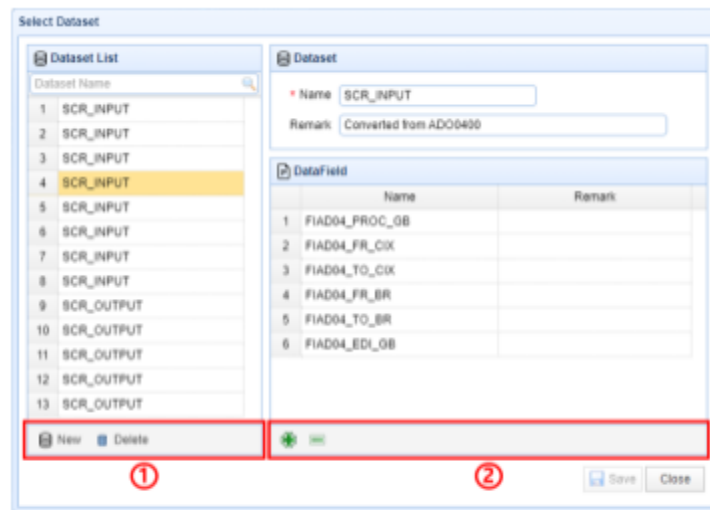 Select Dataset
Dataset List
Dataset Name
1 SCR_INPUT
2 SCR_INPUT
3 SCR_INPUT
4 SCR_INPUT
5 SCR_INPUT
6 SCR_INPUT
7 SCR_INPUT
8 SCR_INPUT
9 SCR_OUTPUT
10 SCR_OUTPUT
11 SCR_OUTPUT
12 SCR_OUTPUT
13 SCR_OUTPUT
New Delete
①
Dataset
* Name SCR_INPUT
Remark Converted from ADO0400
DataField
Name Remark
1 FIAD04_PROC_GB
2 FIAD04_FR_CIX
3 FIAD04_TO_CIX
4 FIAD04_FR_BR
5 FIAD04_TO_BR
6 FIAD04_EDI_GB
②
Save Close